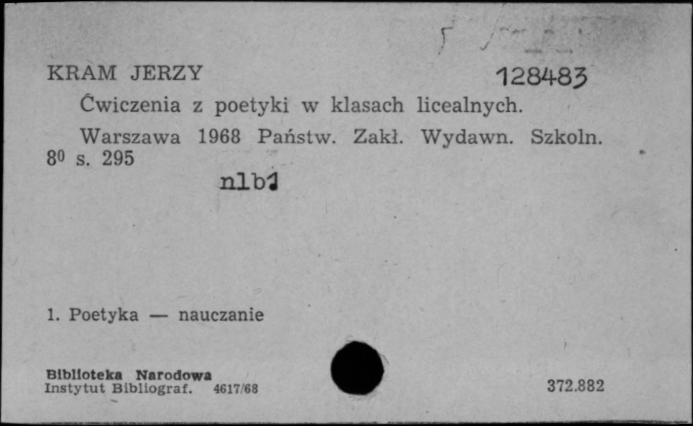 KRAM JERZY 128483
Ćwiczenia z poetyki w klasach licealnych.
Warszawa 1968 Państw. Zakł. Wydawn. Szkoln.
8⁰ s. 295
nlb1
1. Poetyka — nauczanie
Biblioteka Narodowa
Instytut Bibliograf. 4617/68 372.882